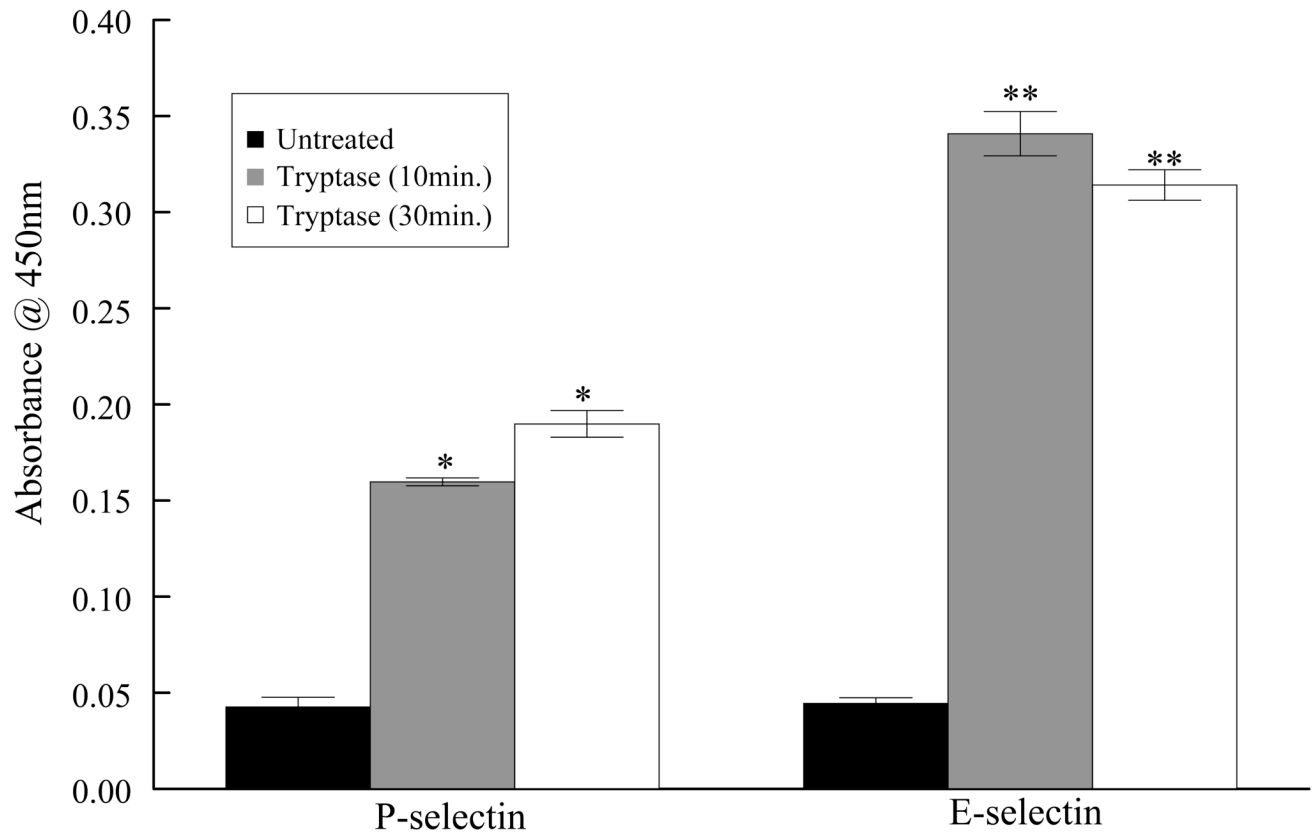 0.40
0.35
0.30
0.25
0.20
0.15
0.10
0.05
0.00
Absorbance @ 450nm
Untreated
Tryptase (10min.)
Tryptase (30min.)
*
*
**
**
P-selectin
E-selectin